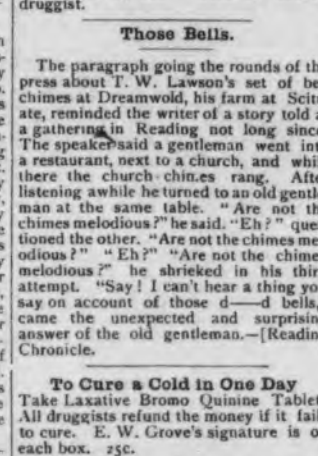 druggist.
Those Bells.
The paragraph going the rounds of th
press about T. W. Lawson's set of be
chimes at Dreamwold, his farm at Scitu
ate, reminded the writer of a story told a
a gathering in Reading not long since
The speaker said a gentleman went int
a restaurant, next to a church, and whi
there the church chimes rang. Afte
listening awhile he turned to an old gentle
man at the same table. "Are not th
chimes melodious?" he said. "Eh?" ques
tioned the other. "Are not the chimes me
odious?" "Eh?" "Are not the chime
melodious?" he shrieked in his thir
attempt. "Say! I can't hear a thing yo
say on account of those d——d bells,
came the unexpected and surprisin
answer of the old gentleman.—[Readin
Chronicle.
To Cure a Cold in One Day
Take Laxative Bromo Quinine Tablet
All druggists refund the money if it fail
to cure. E. W. Grove's signature is o
each box. 25c.